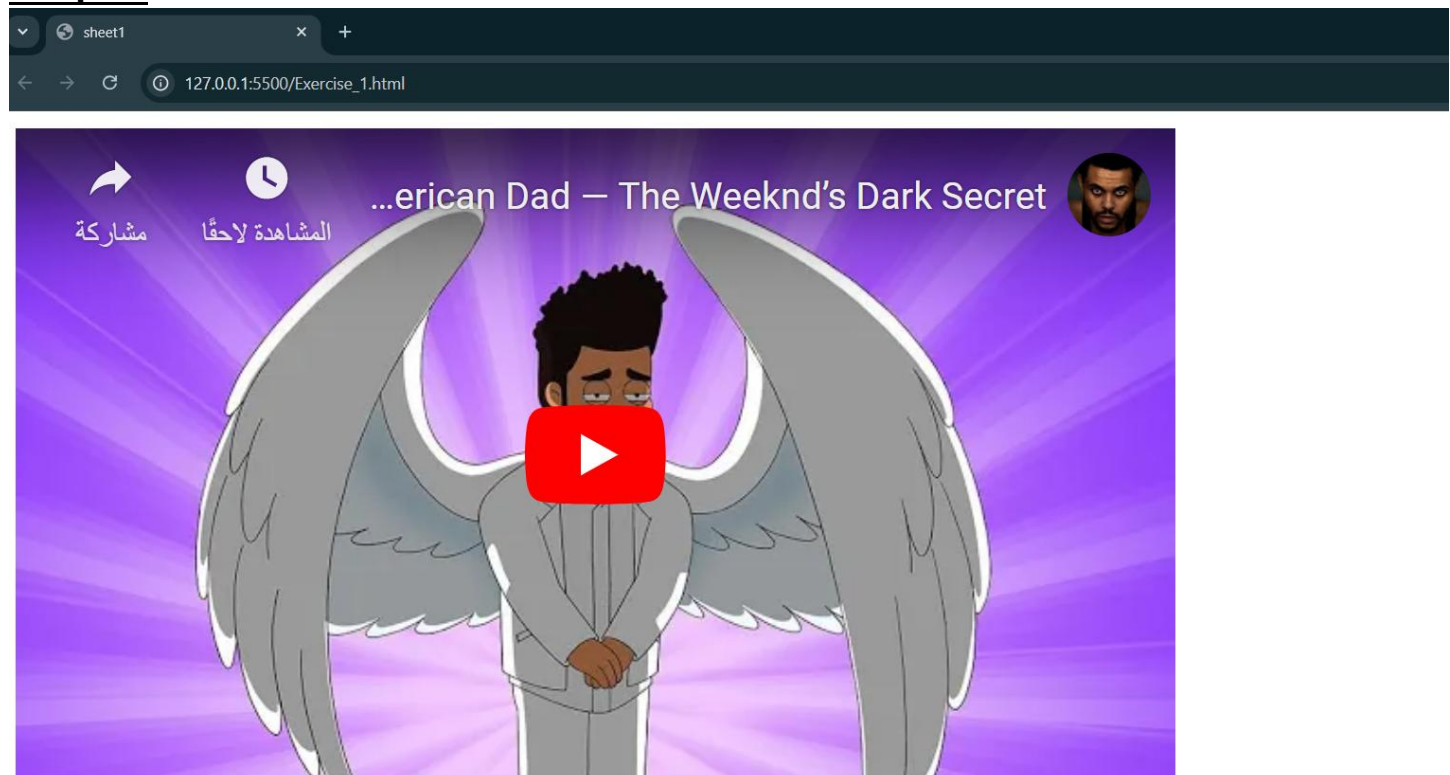 sheet1
127.0.0.1:5500/Exercise_1.html
…erican Dad — The Weeknd’s Dark Secret
المشاهدة لاحقًا
مشاركة